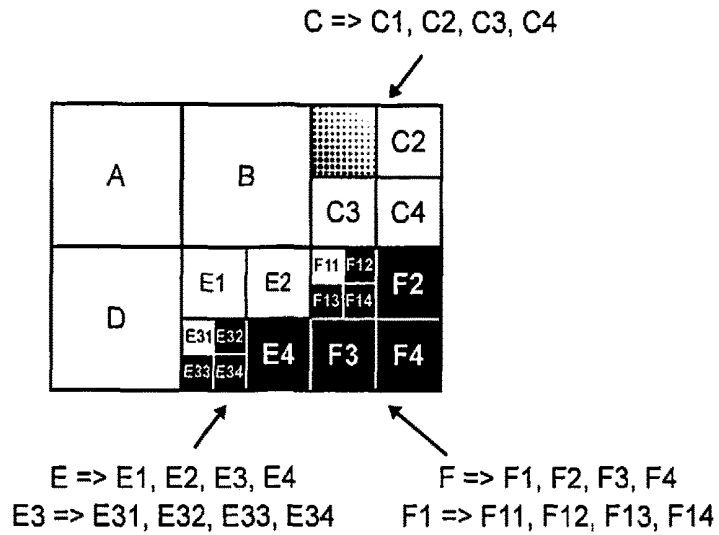 C => C1, C2, C3, C4
A B C2
C3 C4
D E1 E2 F11 F12 F2
F13 F14
E31 E32 E4 F3 F4
E33 E34
E => E1, E2, E3, E4
E3 => E31, E32, E33, E34
F => F1, F2, F3, F4
F1 => F11, F12, F13, F14